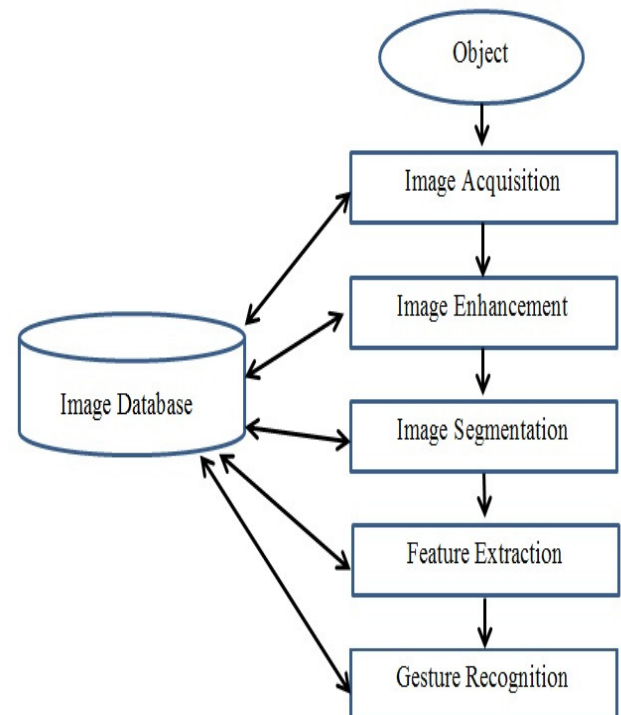 Object
Image Acquisition
Image Enhancement
Image Database
Image Segmentation
Feature Extraction
Gesture Recognition